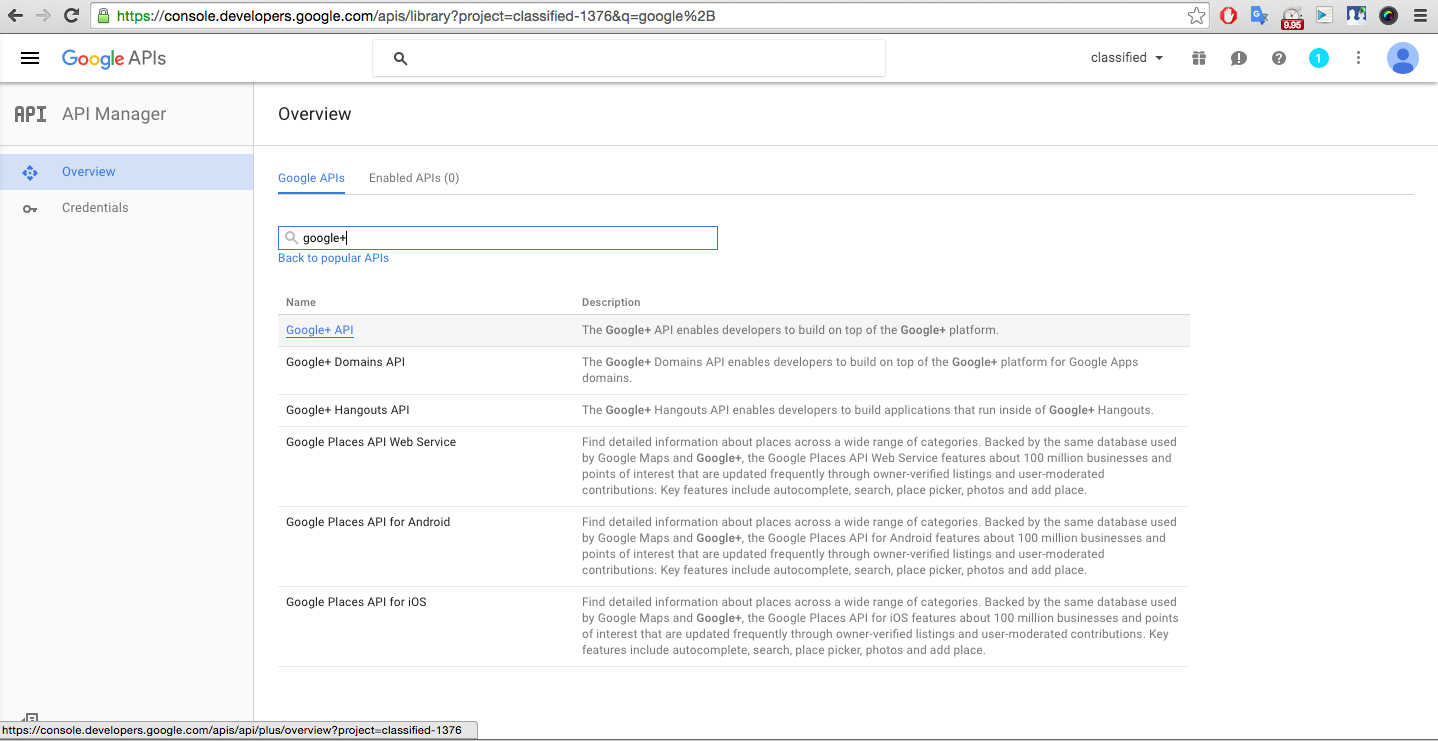 https://console.developers.google.com/apis/library?project=classified-1376&q=google%2B
9.95
Google APIs
classified
1
API
API Manager
Overview
Overview
Credentials
Google APIs
Enabled APIs (0)
google+
Back to popular APIs
Name
Description
Google+ API
The Google+ API enables developers to build on top of the Google+ platform.
Google+ Domains API
The Google+ Domains API enables developers to build on top of the Google+ platform for Google Apps
domains.
Google+ Hangouts API
The Google+ Hangouts API enables developers to build applications that run inside of Google+ Hangouts.
Google Places API Web Service
Find detailed information about places across a wide range of categories. Backed by the same database used
by Google Maps and Google+, the Google Places API Web Service features about 100 million businesses and
points of interest that are updated frequently through owner-verified listings and user-moderated
contributions. Key features include autocomplete, search, place picker, photos and add place.
Google Places API for Android
Find detailed information about places across a wide range of categories. Backed by the same database used
by Google Maps and Google+, the Google Places API for Android features about 100 million businesses and
points of interest that are updated frequently through owner-verified listings and user-moderated
contributions. Key features include autocomplete, search, place picker, photos and add place.
Google Places API for iOS
Find detailed information about places across a wide range of categories. Backed by the same database used
by Google Maps and Google+, the Google Places API for iOS features about 100 million businesses and points
of interest that are updated frequently through owner-verified listings and user-moderated contributions. Key
features include autocomplete, search, place picker, photos and add place.
https://console.developers.google.com/apis/api/plus/overview?project=classified-1376